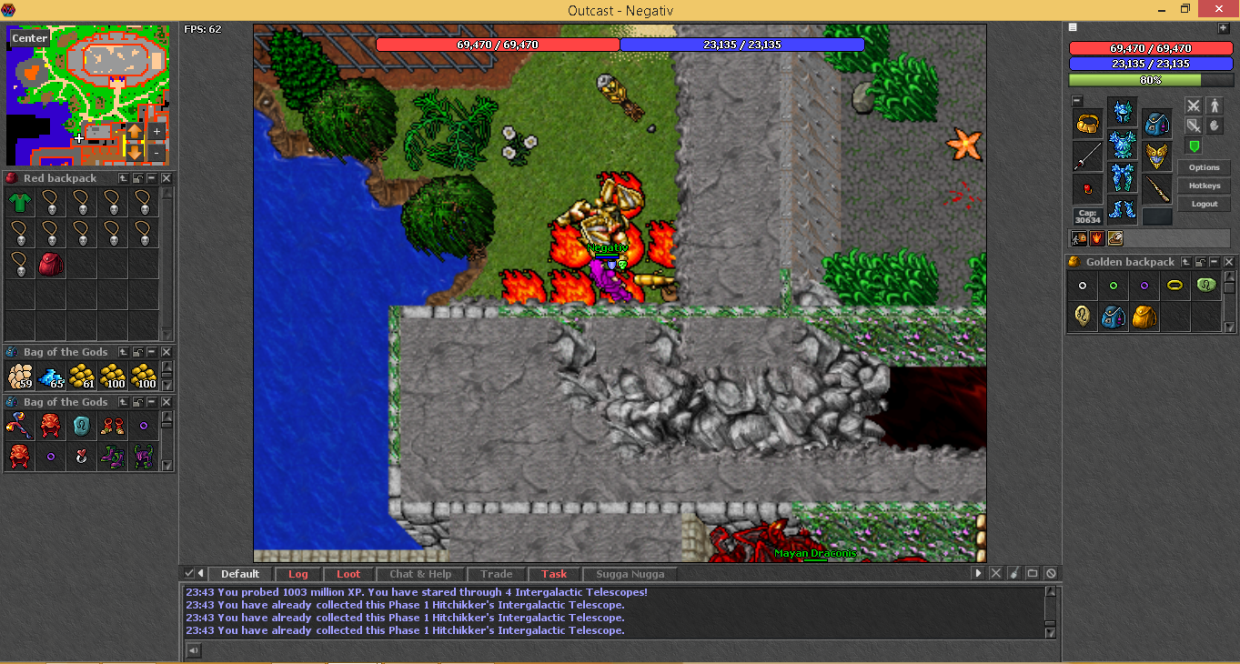 Outcast - Negativ
Center
FPS: 62
69,470 / 69,470
23,135 / 23,135
69,470 / 69,470
23,135 / 23,135
80%
Cap:
30634
Options
Hotkeys
Logout
Red backpack
Bag of the Gods
59
65
61
100
100
Bag of the Gods
Golden backpack
Negativ
Mayan Draconis
Default
Log
Loot
Chat & Help
Trade
Task
Sugga Nugga
23:43 You probed 1003 million XP. You have stared through 4 Intergalactic Telescopes!
23:43 You have already collected this Phase 1 Hitchikker's Intergalactic Telescope.
23:43 You have already collected this Phase 1 Hitchikker's Intergalactic Telescope.
23:43 You have already collected this Phase 1 Hitchikker's Intergalactic Telescope.